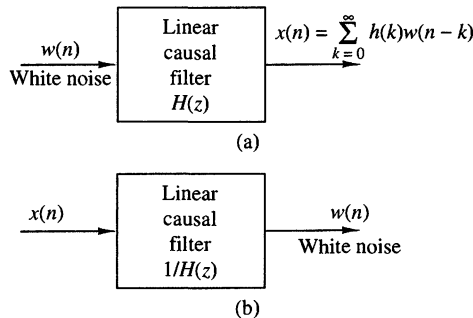 w(n)
White noise
Linear
causal
filter
H(z)
x(n) = ∞∑k = 0 h(k)w(n − k)
(a)
x(n)
Linear
causal
filter
1/H(z)
w(n)
White noise
(b)